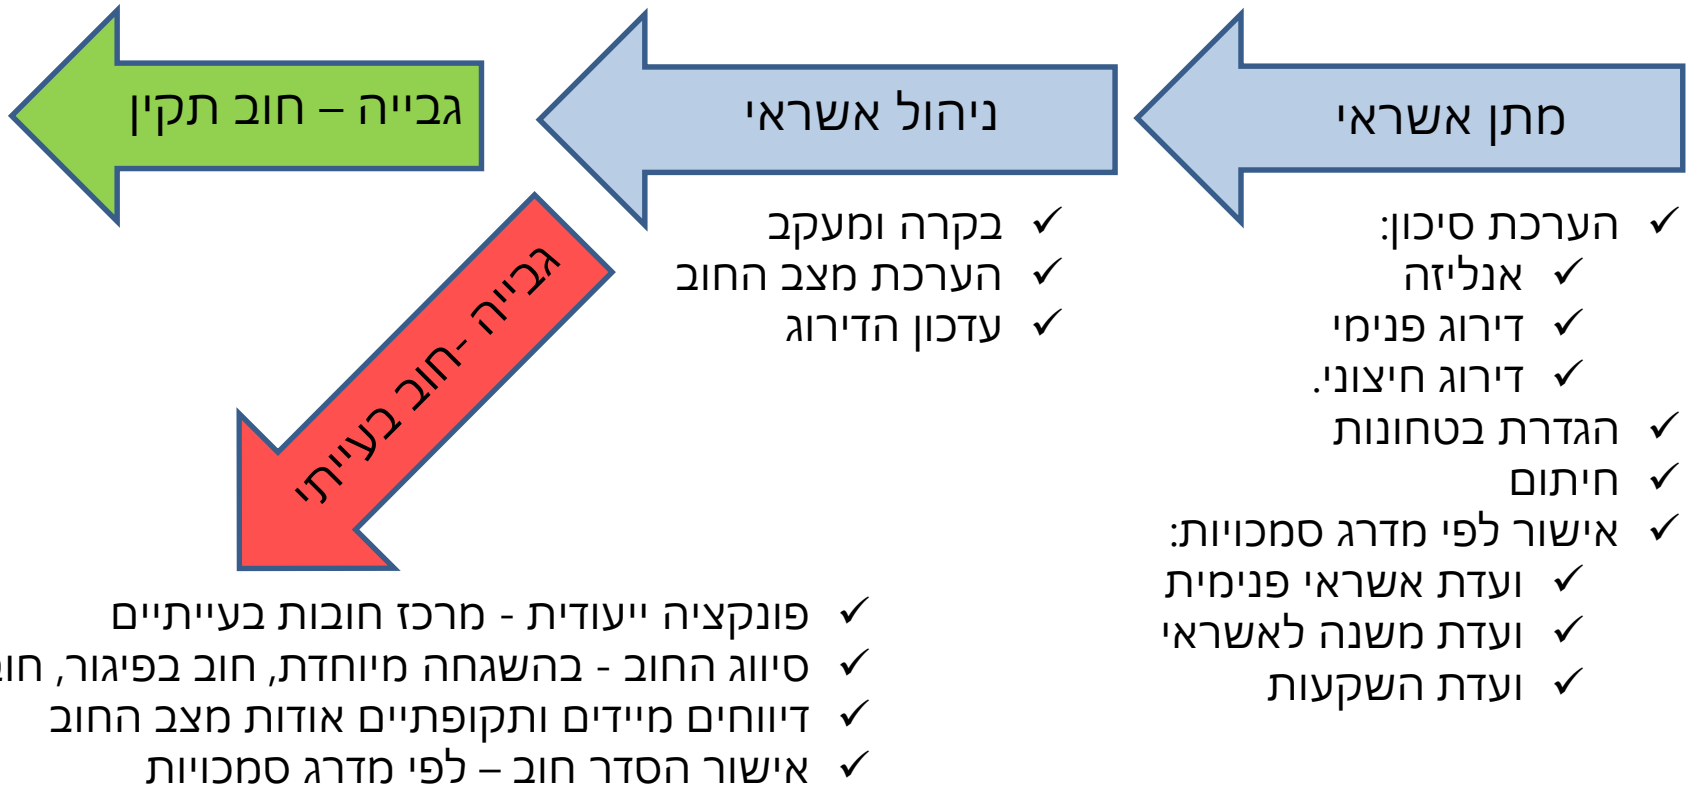 מתן אשראי
הערכת סיכון:
אנליזה
דירוג פנימי
דירוג חיצוני.
הגדרת בטחונות
חיתום
אישור לפי מדרג סמכויות:
ועדת אשראי פנימית
ועדת משנה לאשראי
ועדת השקעות
ניהול אשראי
בקרה ומעקב
הערכת מצב החוב
עדכון הדירוג
גבייה – חוב תקין
גבייה -חוב בעייתי
פונקציה ייעודית - מרכז חובות בעייתיים
סיווג החוב - בהשגחה מיוחדת, חוב בפיגור,
דיווחים מיידים ותקופתיים אודות מצב החוב
אישור הסדר חוב – לפי מדרג סמכויות